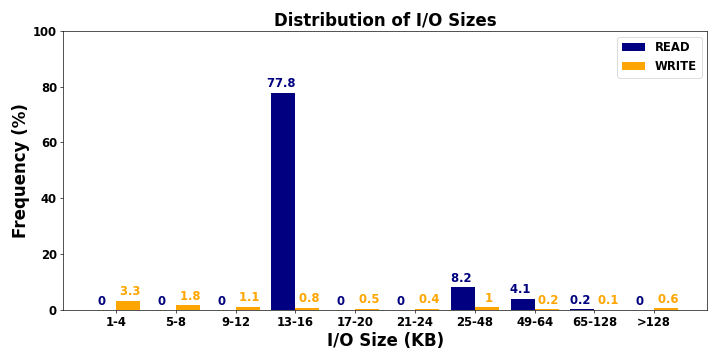 Distribution of I/O Sizes
READ
WRITE
Frequency (%)
100
80
60
40
20
0
0 3.3 0 1.8 0 1.1 77.8 0.8 0 0.5 0 0.4 8.2 1 4.1 0.2 0.2 0.1 0 0.6
1-4 5-8 9-12 13-16 17-20 21-24 25-48 49-64 65-128 >128
I/O Size (KB)